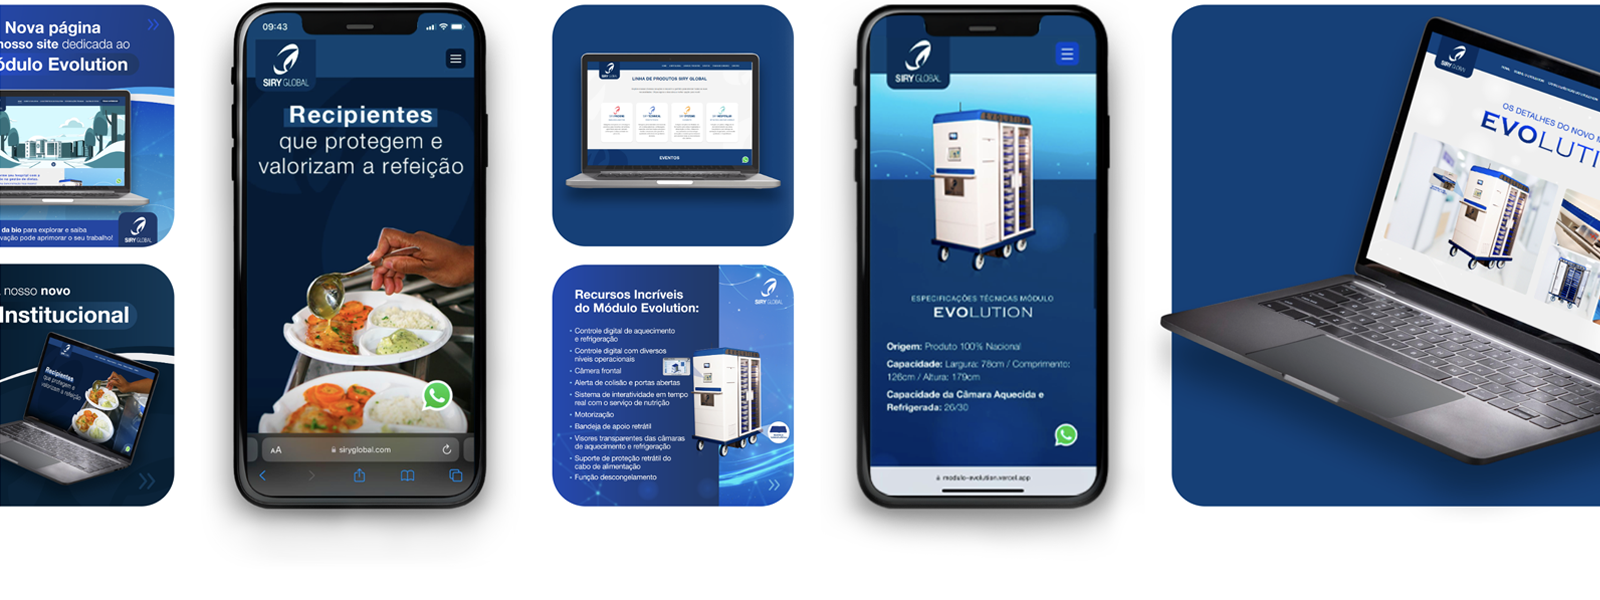 Nova página
nosso site dedicada ao
ódulo Evolution
da bio para explorar e saiba
vação pode aprimorar o seu trabalho!
SIRY GLOBAL
nosso novo
Institucional
Recipientes
que protegem e
valorizam a refeição
09:43
SIRY GLOBAL
Recipientes
que protegem e
valorizam a refeição
AA
siryglobal.com
SIRY GLOBAL
LINHA DE PRODUTOS SIRY GLOBAL
EVENTOS
Recursos Incríveis
do Módulo Evolution:
SIRY GLOBAL
• Controle digital de aquecimento
e refrigeração
• Controle digital com diversos
níveis operacionais
• Câmera frontal
• Alerta de colisão e portas abertas
• Sistema de interatividade em tempo
real com o serviço de nutrição
• Motorização
• Bandeja de apoio retrátil
• Visores transparentes das câmaras
de aquecimento e refrigeração
• Suporte de proteção retrátil do
cabo de alimentação
• Função descongelamento
SIRY GLOBAL
ESPECIFICAÇÕES TÉCNICAS MÓDULO
EVOLUTION
Origem: Produto 100% Nacional
Capacidade: Largura: 78cm / Comprimento:
126cm / Altura: 179cm
Capacidade da Câmara Aquecida e
Refrigerada: 26/30
modulo-evolution.vercel.app
SIRY GLOBAL
HOME
OS DETALHES DO NOVO M
EVOLUTI